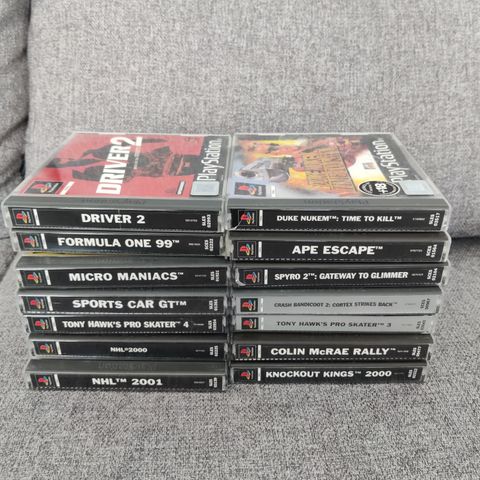 DRIVER 2
PlayStation
PlayStation
+18
DRIVER 2
FORMULA ONE 99™
MICRO MANIACS™
SPORTS CAR GT™
TONY HAWK'S PRO SKATER™ 4
NHL®2000
NHL™ 2001
DUKE NUKEM™: TIME TO KILL™
APE ESCAPE™
SPYRO 2™: GATEWAY TO GLIMMER
CRASH BANDICOOT 2: CORTEX STRIKES BACK™
TONY HAWK'S PRO SKATER™ 3
COLIN McRAE RALLY™
KNOCKOUT KINGS™ 2000